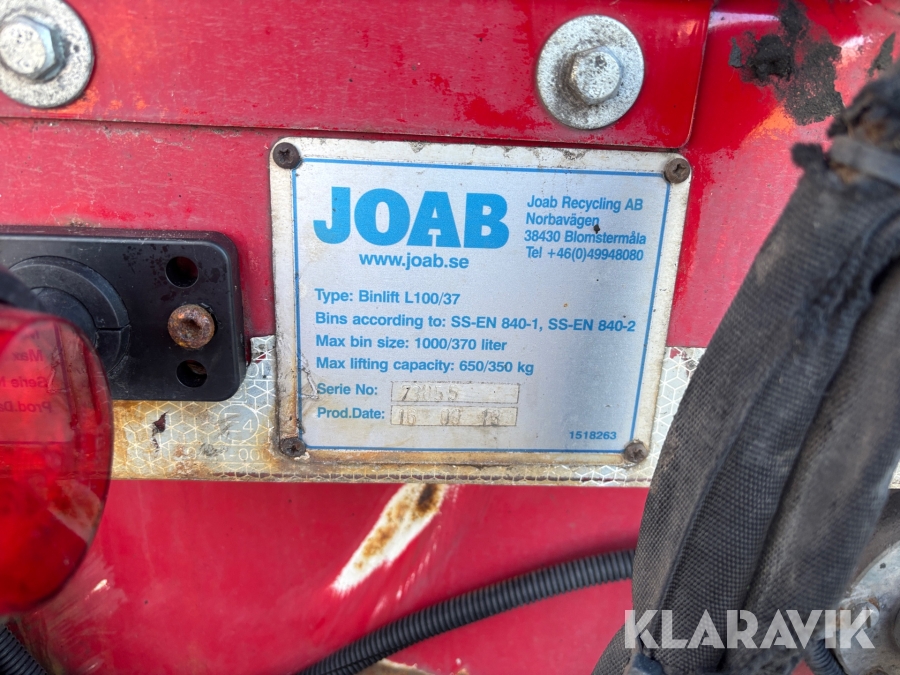 JOAB
www.joab.se
Joab Recycling AB
Norbavägen
38430 Blomstermåla
Tel +46(0)49948080
Type: Binlift L100/37
Bins according to: SS-EN 840-1, SS-EN 840-2
Max bin size: 1000/370 liter
Max lifting capacity: 650/350 kg
Serie No:
Prod.Date:
1518263
KLARAVIK